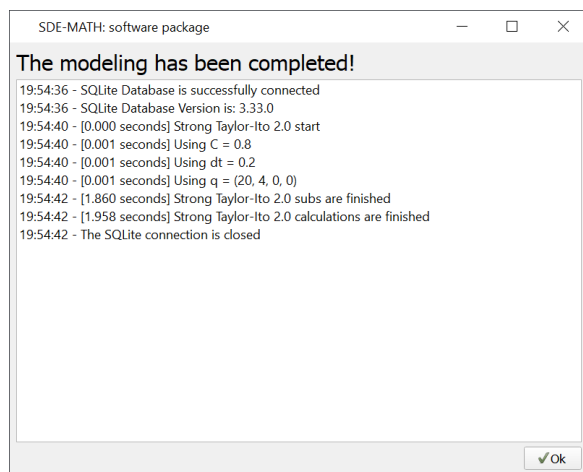 SDE-MATH: software package
The modeling has been completed!
19:54:36 - SQLite Database is successfully connected
19:54:36 - SQLite Database Version is: 3.33.0
19:54:40 - [0.000 seconds] Strong Taylor-Ito 2.0 start
19:54:40 - [0.001 seconds] Using C = 0.8
19:54:40 - [0.001 seconds] Using dt = 0.2
19:54:40 - [0.001 seconds] Using q = (20, 4, 0, 0)
19:54:42 - [1.860 seconds] Strong Taylor-Ito 2.0 subs are finished
19:54:42 - [1.958 seconds] Strong Taylor-Ito 2.0 calculations are finished
19:54:42 - The SQLite connection is closed
Ok